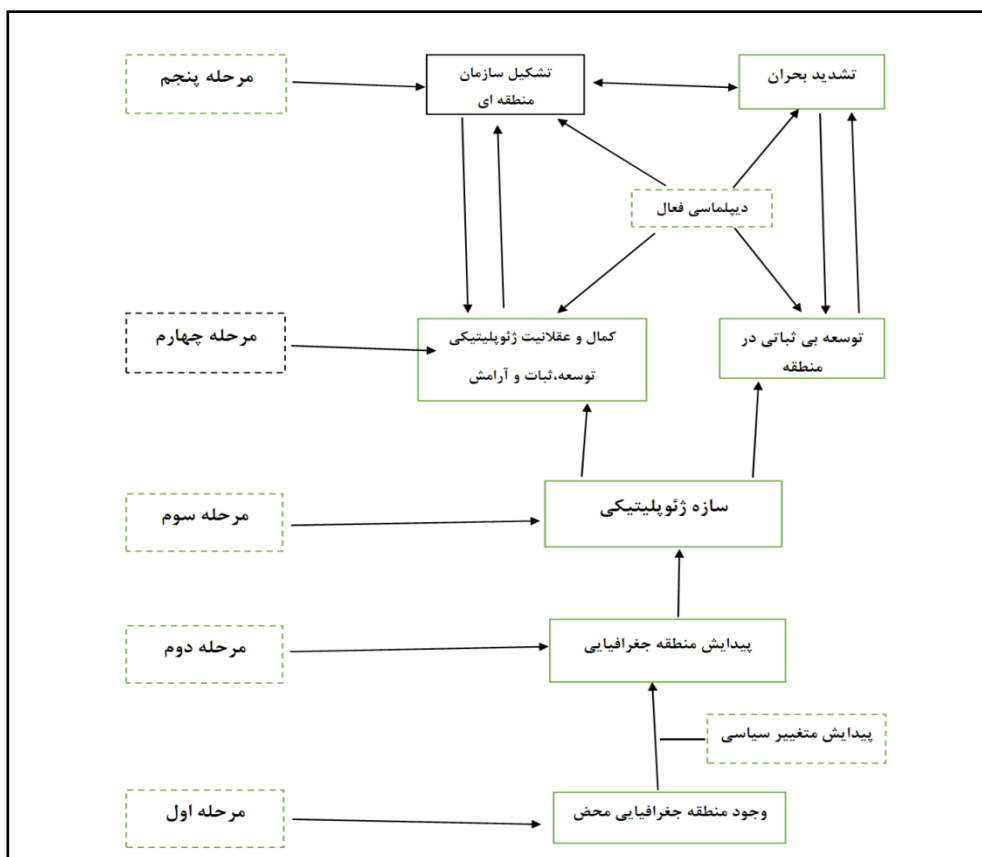 مرحله پنجم
تشکیل سازمان
منطقه ای
تشدید بحران
دیپلماسی فعال
مرحله چهارم
کمال و عقلانیت ژئوپلیتیکی
توسعه،ثبات و آرامش
توسعه بی ثباتی در
منطقه
مرحله سوم
سازه ژئوپلیتیکی
مرحله دوم
پیدایش منطقه جغرافیایی
پیدایش متغییر سیاسی
مرحله اول
وجود منطقه جغرافیایی محض